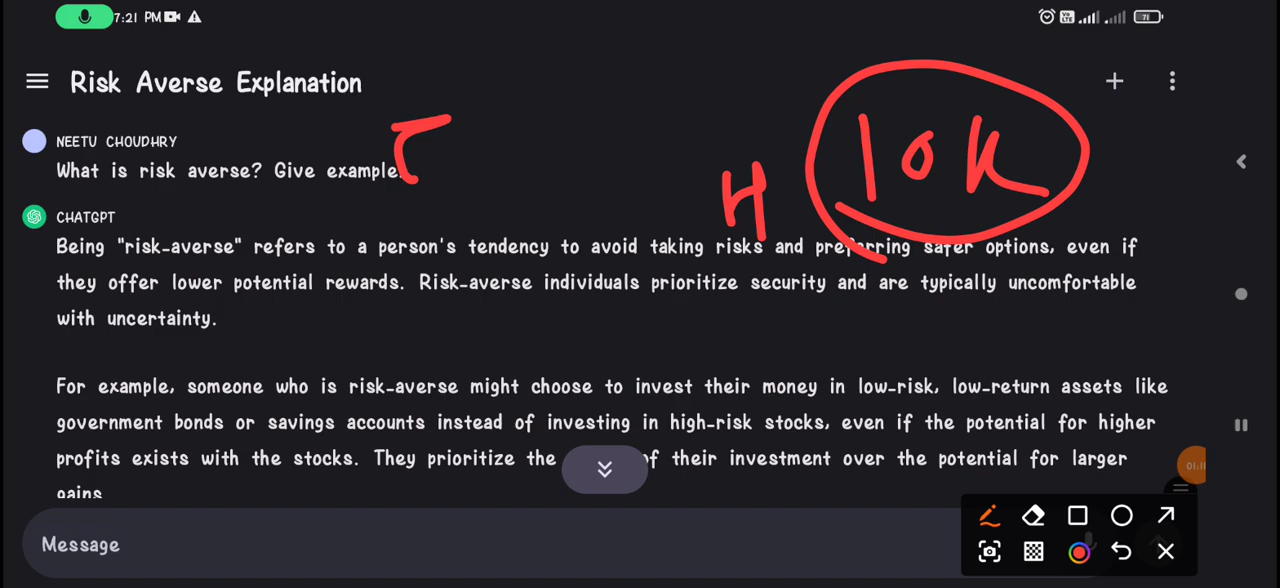 7:21 PM
71
Risk Averse Explanation
NEETU CHOUDHRY
What is risk averse? Give example.
10K
H
CHATGPT
Being "risk-averse" refers to a person's tendency to avoid taking risks and preferring safer options, even if
they offer lower potential rewards. Risk-averse individuals prioritize security and are typically uncomfortable
with uncertainty.
For example, someone who is risk-averse might choose to invest their money in low-risk, low-return assets like
government bonds or savings accounts instead of investing in high-risk stocks, even if the potential for higher
profits exists with the stocks. They prioritize the of their investment over the potential for larger
gains
Message